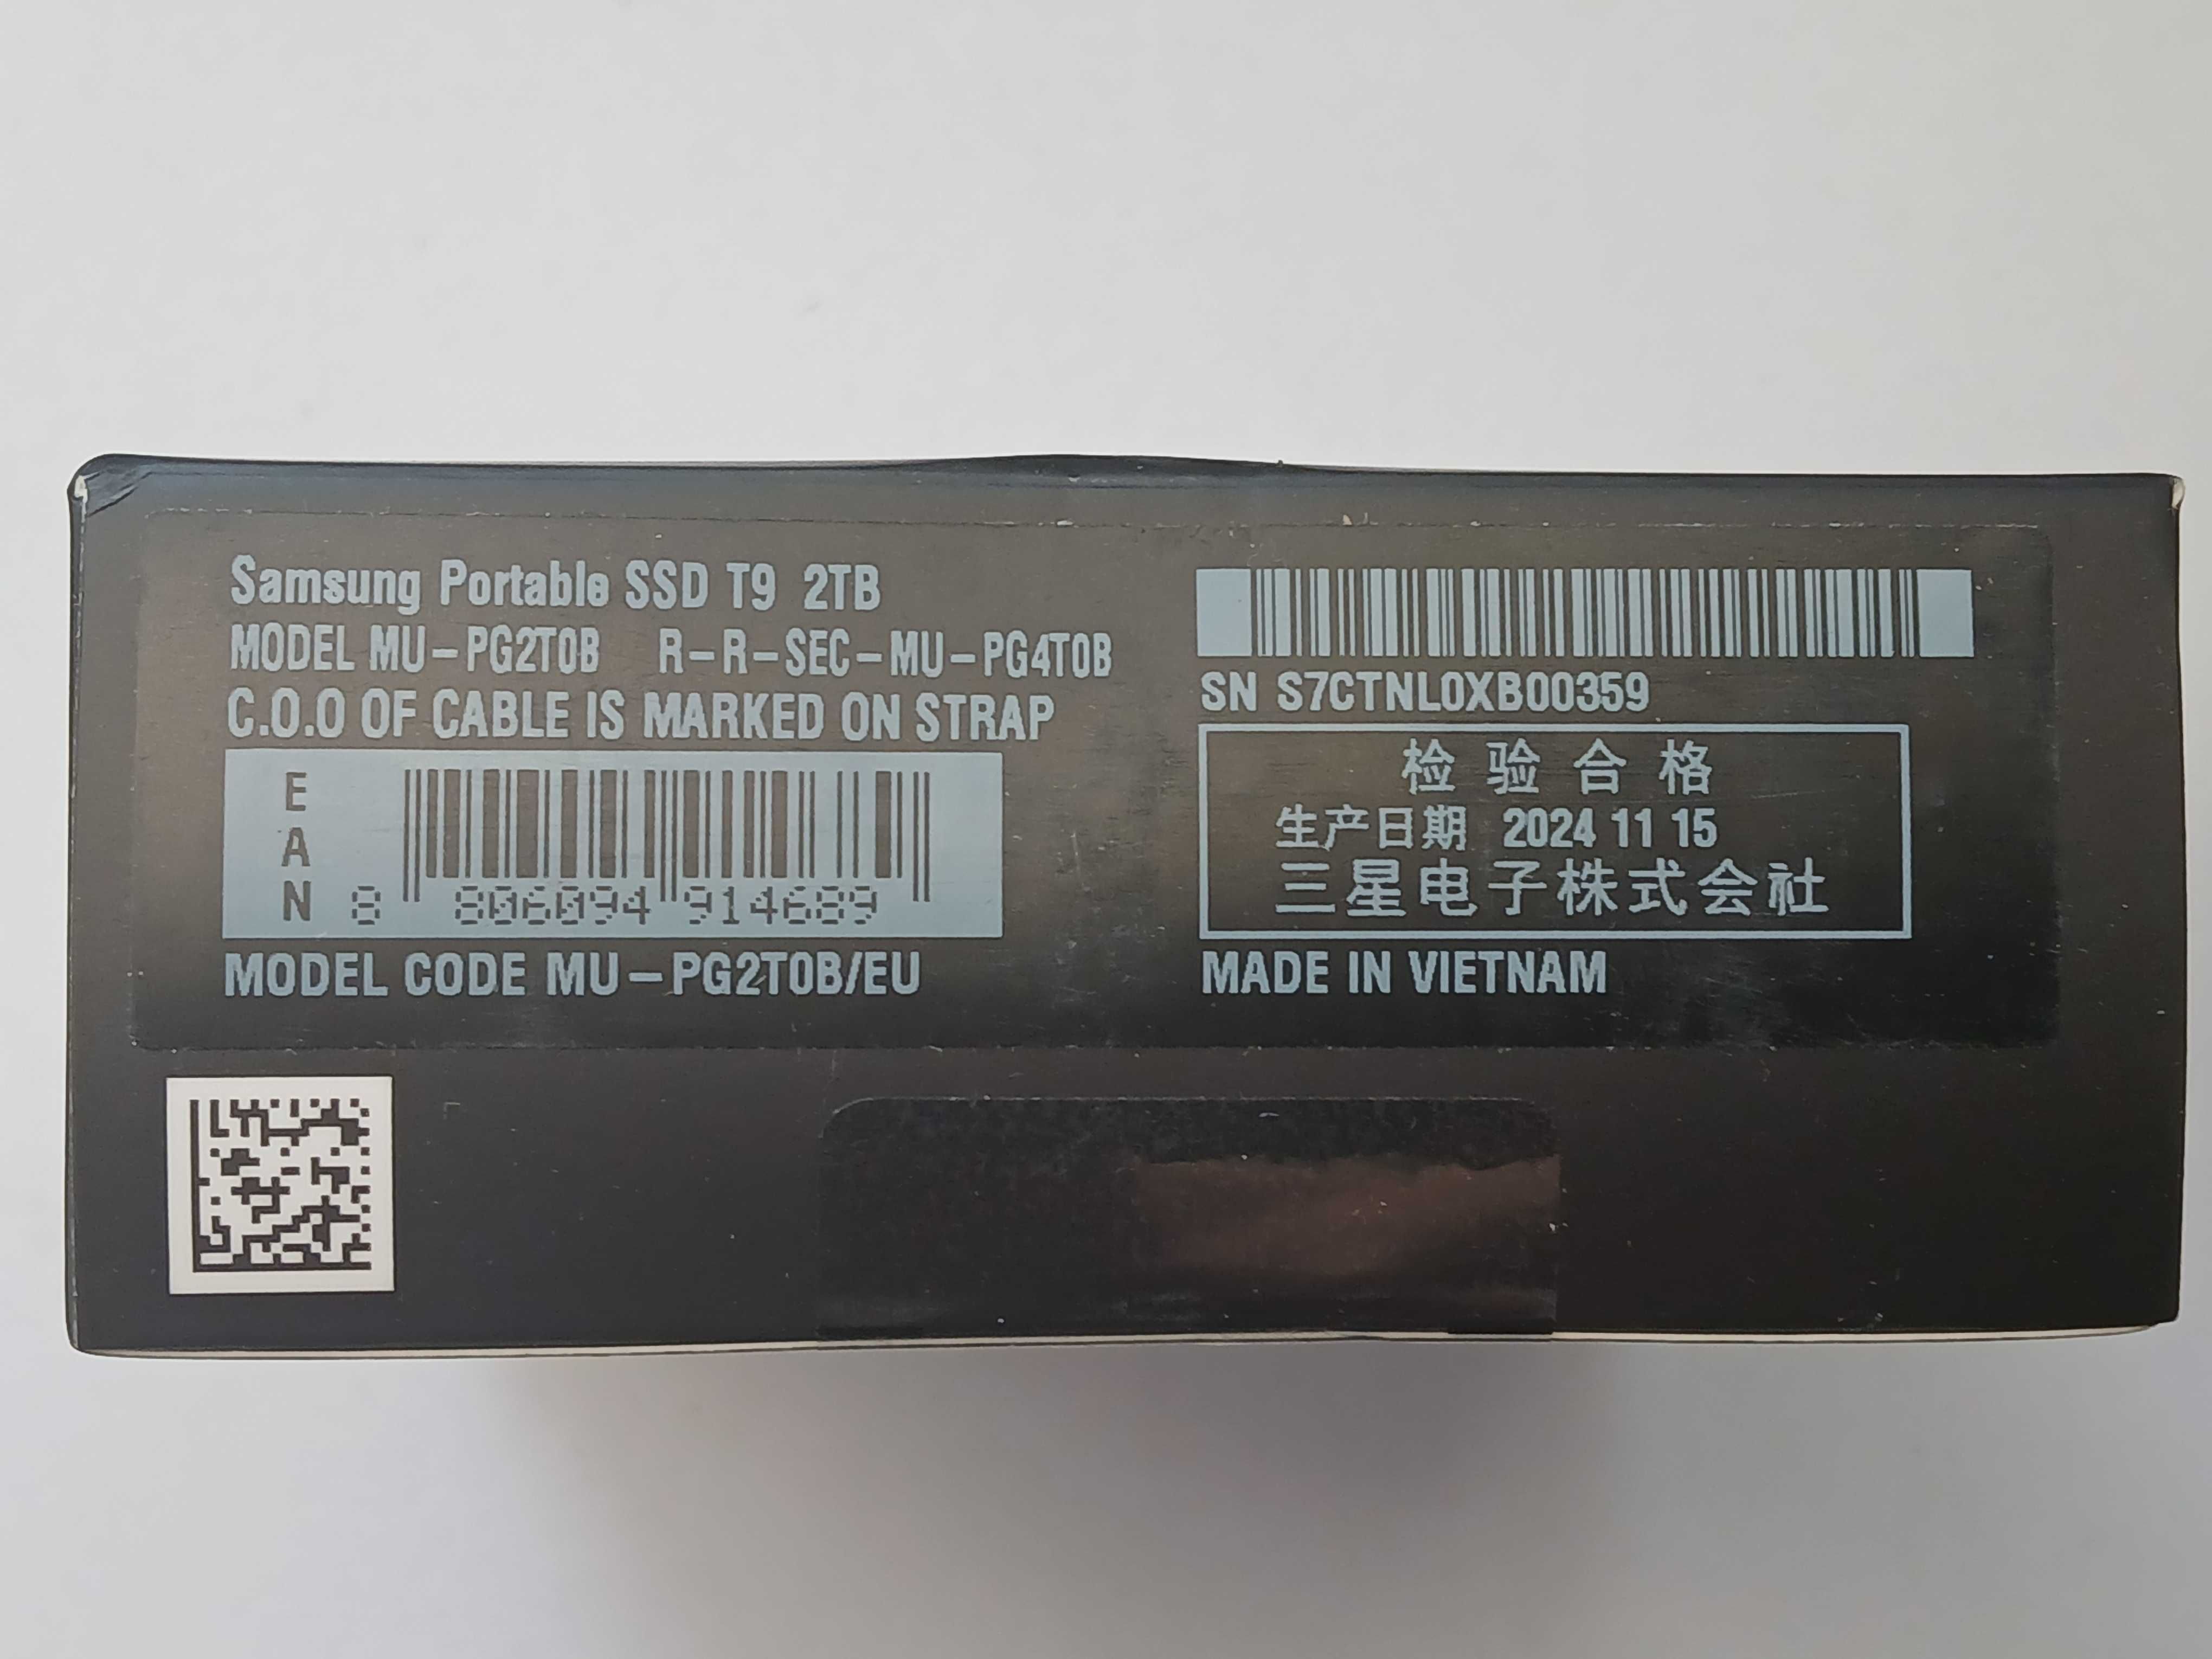 Samsung Portable SSD T9 2TB
MODEL MU-PG2T0B R-R-SEC-MU-PG4T0B
C.O.O OF CABLE IS MARKED ON STRAP
EAN
8 806094 914689
MODEL CODE MU-PG2T0B/EU
SN S7CTNL0XB00359
检验合格
生产日期 2024 11 15
三星电子株式会社
MADE IN VIETNAM